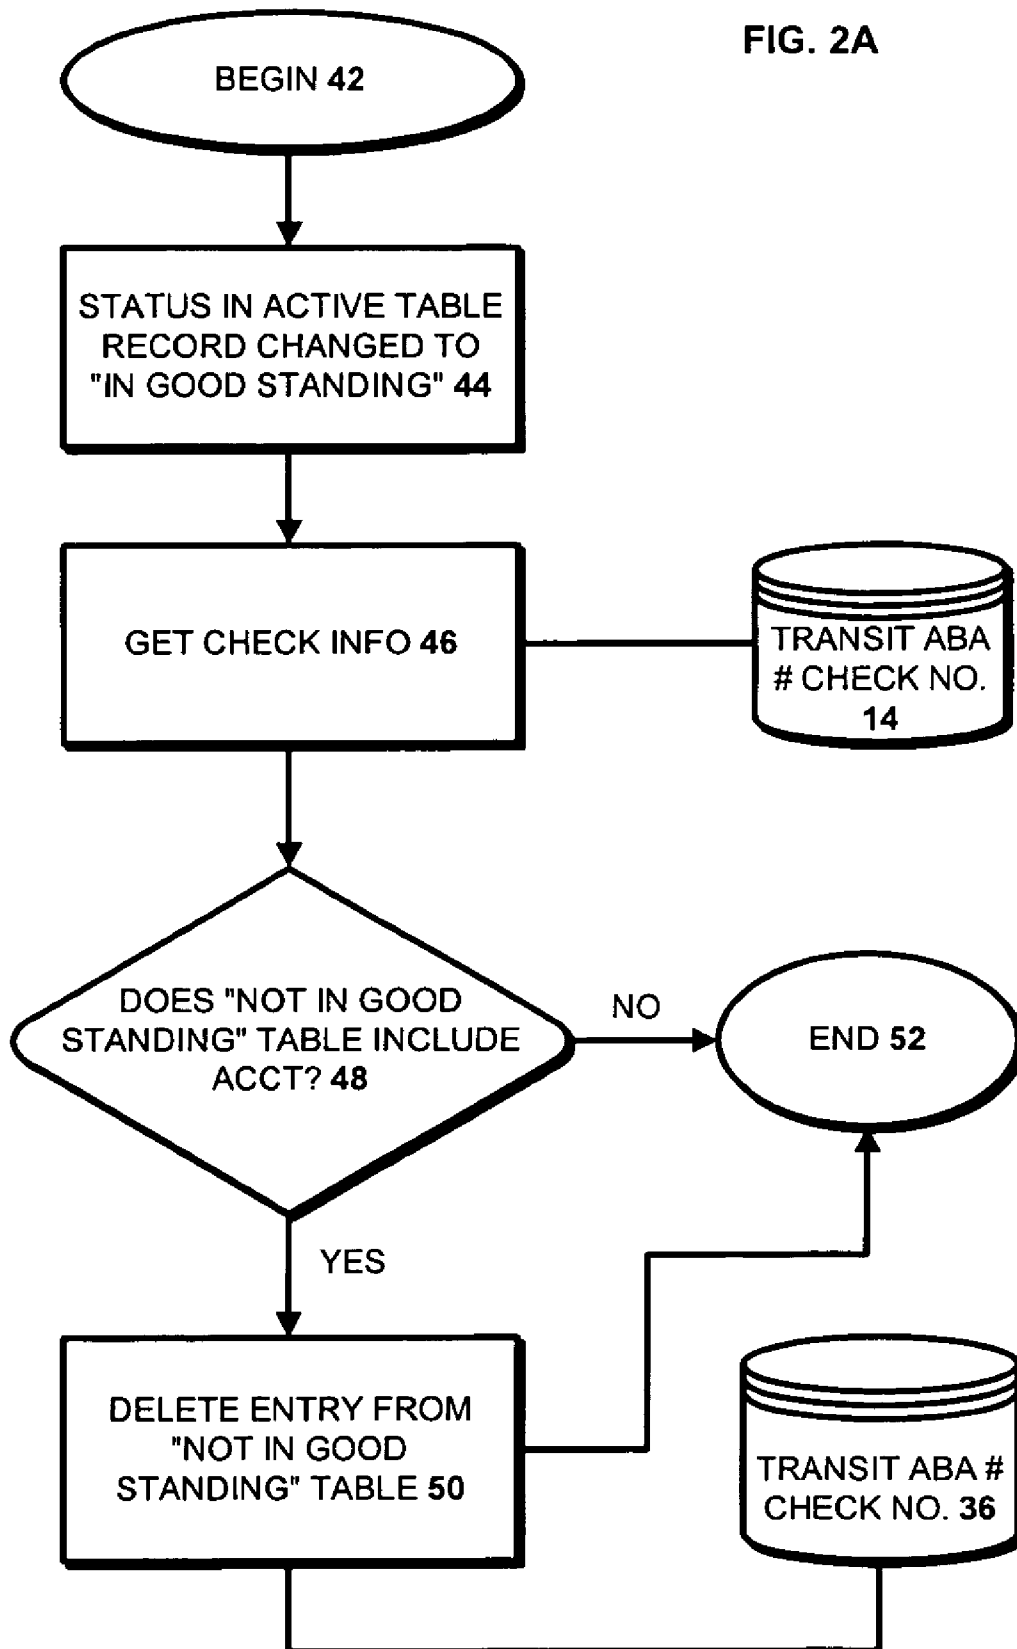 FIG. 2A
BEGIN 42
STATUS IN ACTIVE TABLE
RECORD CHANGED TO
"IN GOOD STANDING" 44
GET CHECK INFO 46
TRANSIT ABA
# CHECK NO.
14
DOES "NOT IN GOOD
STANDING" TABLE INCLUDE
ACCT? 48
NO
END 52
YES
DELETE ENTRY FROM
"NOT IN GOOD
STANDING" TABLE 50
TRANSIT ABA #
CHECK NO. 36